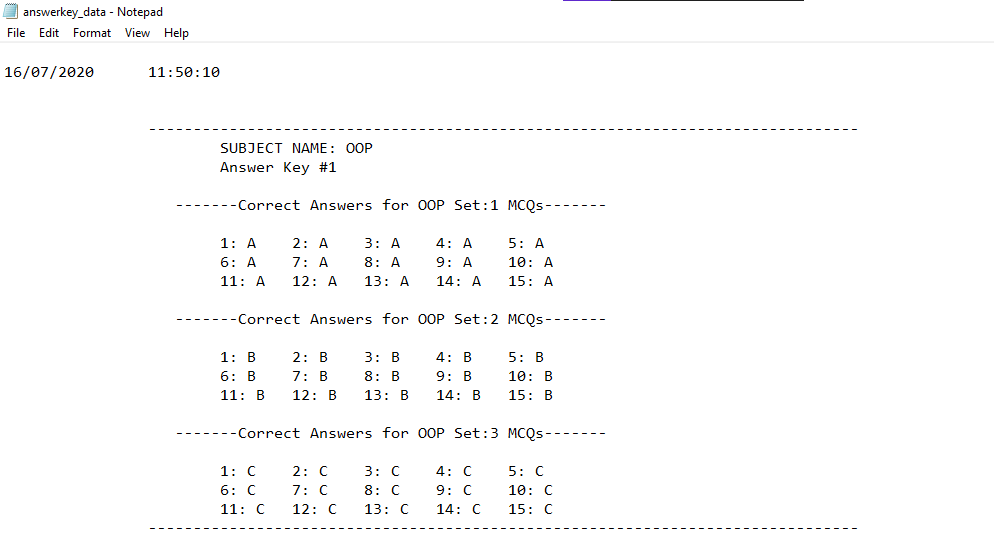 answerkey_data - Notepad
File Edit Format View Help
16/07/2020 11:50:10
-------------------------------------------------------------------------------
SUBJECT NAME: OOP
Answer Key #1
-------Correct Answers for OOP Set:1 MCQs-------
1: A 2: A 3: A 4: A 5: A
6: A 7: A 8: A 9: A 10: A
11: A 12: A 13: A 14: A 15: A
-------Correct Answers for OOP Set:2 MCQs-------
1: B 2: B 3: B 4: B 5: B
6: B 7: B 8: B 9: B 10: B
11: B 12: B 13: B 14: B 15: B
-------Correct Answers for OOP Set:3 MCQs-------
1: C 2: C 3: C 4: C 5: C
6: C 7: C 8: C 9: C 10: C
11: C 12: C 13: C 14: C 15: C
-------------------------------------------------------------------------------